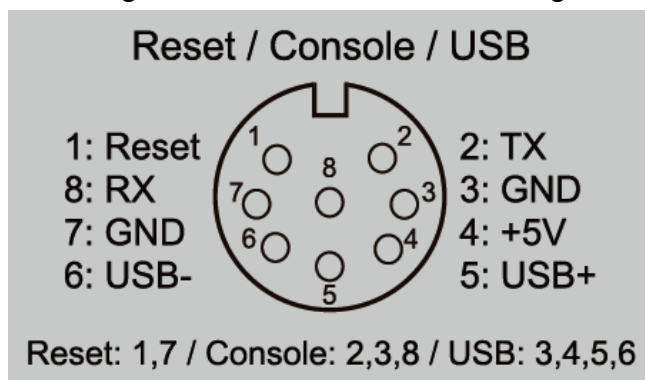 Reset / Console / USB
1: Reset
8: RX
7: GND
6: USB-
1
2
8
7
3
6
4
5
2: TX
3: GND
4: +5V
5: USB+
Reset: 1,7 / Console: 2,3,8 / USB: 3,4,5,6